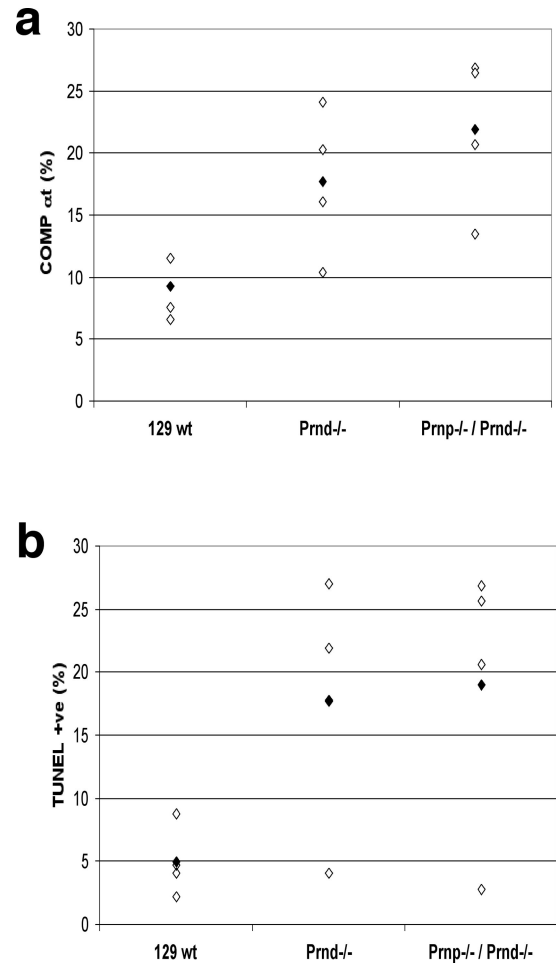 a
30
25
20
15
10
5
0
COMP αt (%)
129 wt
Prnd-/-
Prnp-/- / Prnd-/-
b
30
25
20
15
10
5
0
TUNEL +ve (%)
129 wt
Prnd-/-
Prnp-/- / Prnd-/-